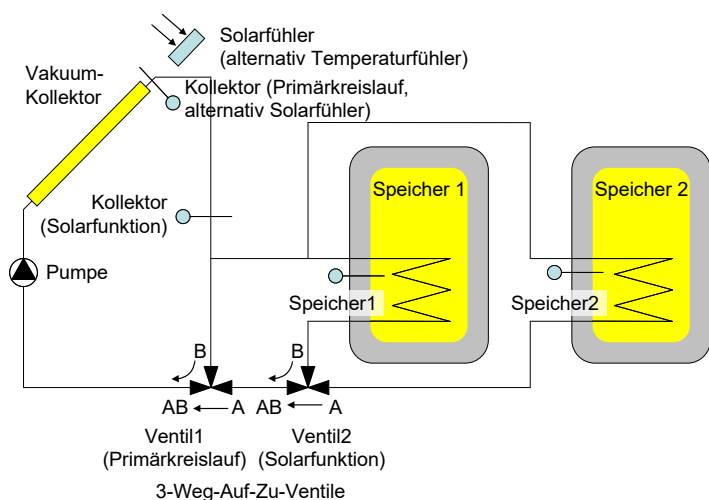 Solarfühler
(alternativ Temperaturfühler)
Vakuum-
Kollektor
Kollektor (Primärkreislauf,
alternativ Solarfühler)
Speicher 1
Speicher 2
Kollektor
(Solarfunktion)
Pumpe
Speicher1
Speicher2
B
B
AB
A
AB
A
Ventil1
(Primärkreislauf)
Ventil2
(Solarfunktion)
3-Weg-Auf-Zu-Ventile